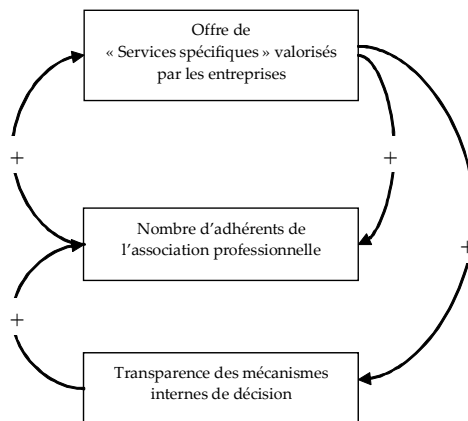 Offre de
« Services spécifiques » valorisés
par les entreprises
+
+
Nombre d’adhérents de
l’association professionnelle
+
+
Transparence des mécanismes
internes de décision